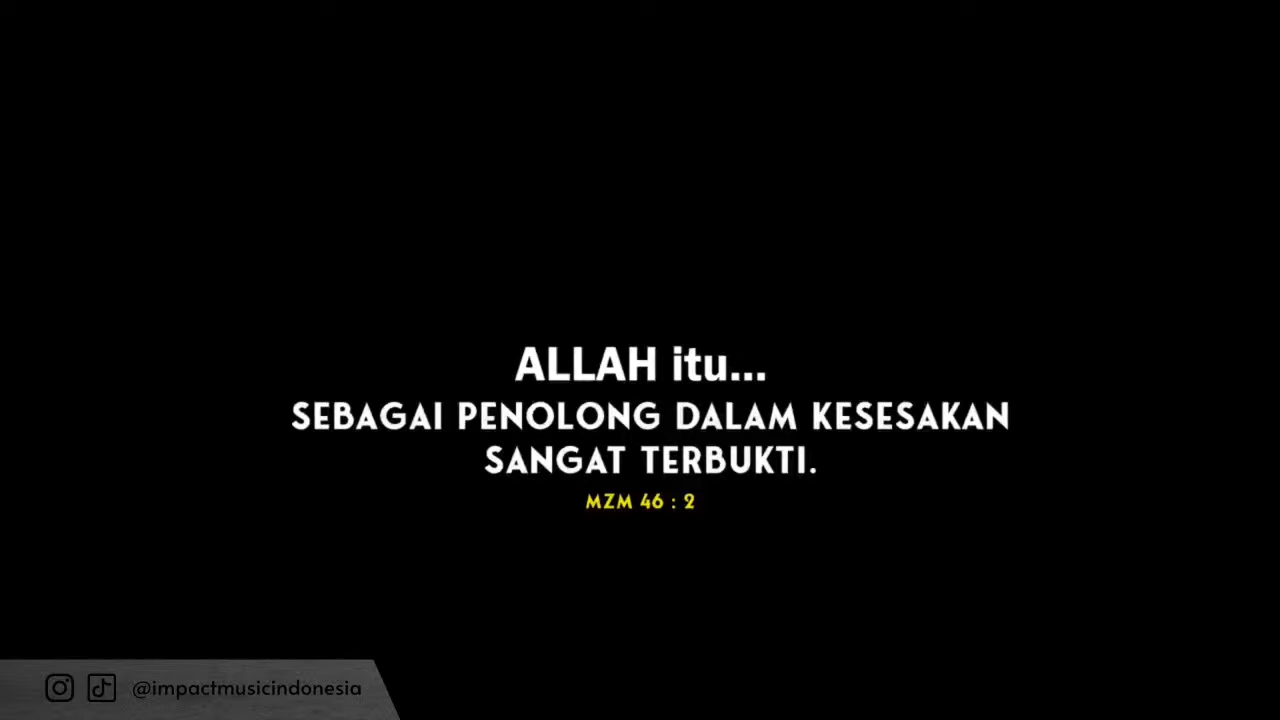 ALLAH itu...
SEBAGAI PENOLONG DALAM KESESAKAN
SANGAT TERBUKTI.
MZM 46 : 2
@impactmusicindonesia